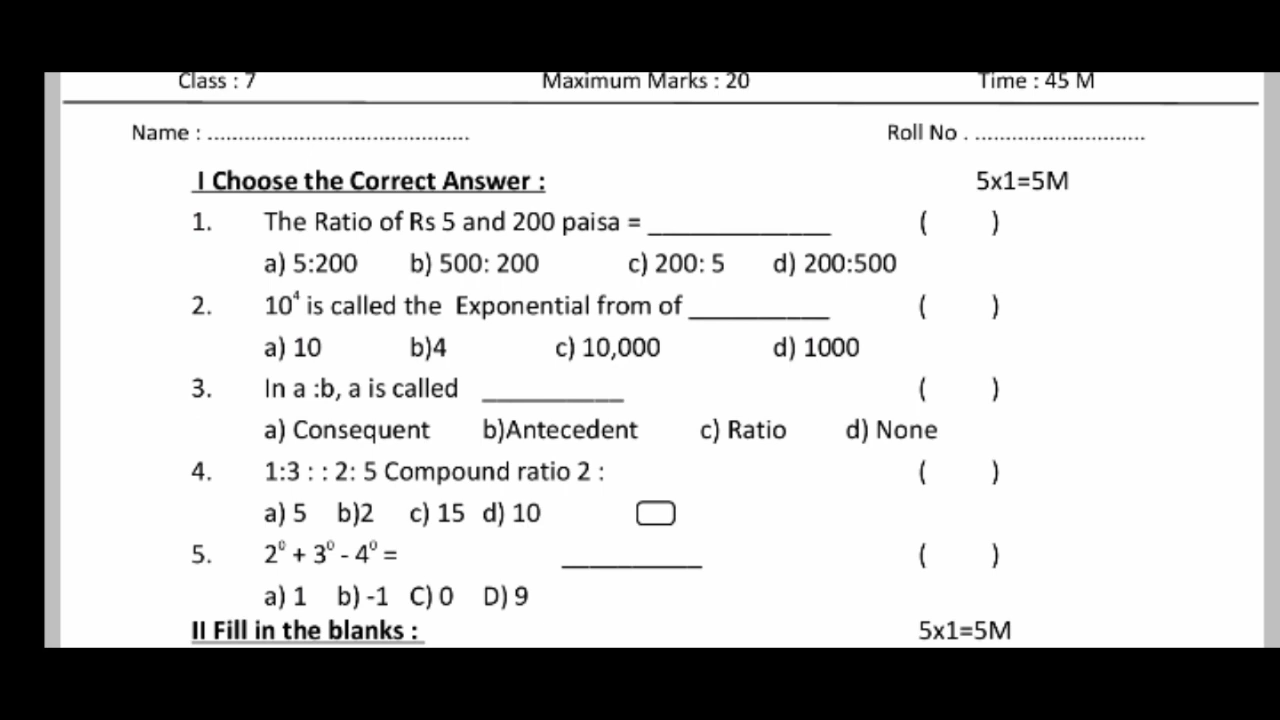 Class : 7 Maximum Marks : 20 Time : 45 M
Name : .......................................... Roll No . ............................
I Choose the Correct Answer : 5x1=5M
1. The Ratio of Rs 5 and 200 paisa = _____________ ( )
a) 5:200 b) 500: 200 c) 200: 5 d) 200:500
2. 10⁴ is called the Exponential from of __________ ( )
a) 10 b)4 c) 10,000 d) 1000
3. In a :b, a is called __________ ( )
a) Consequent b)Antecedent c) Ratio d) None
4. 1:3 : : 2: 5 Compound ratio 2 : ( )
a) 5 b)2 c) 15 d) 10
5. 2⁰ + 3⁰ - 4⁰ = __________ ( )
a) 1 b) -1 C) 0 D) 9
II Fill in the blanks : 5x1=5M